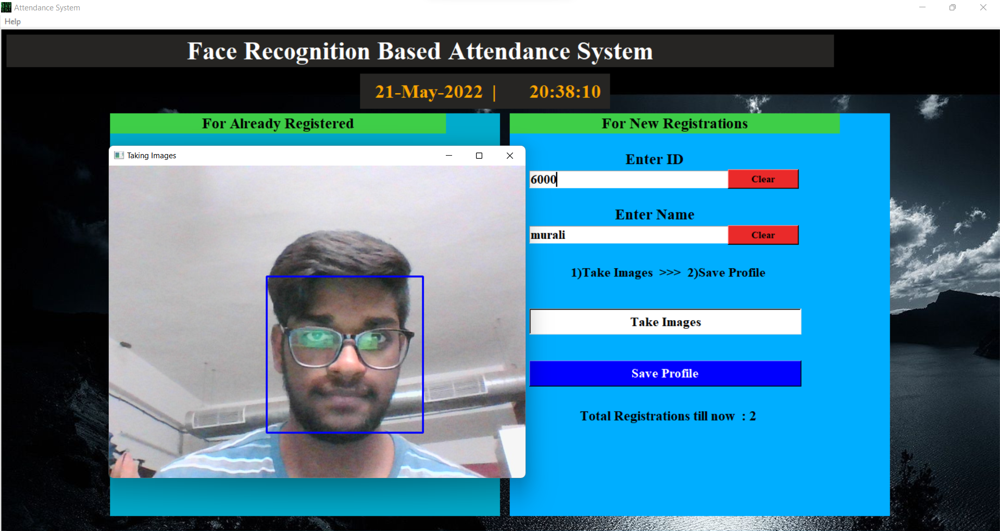 Attendance System
Help
Face Recognition Based Attendance System
21-May-2022 | 20:38:10
For Already Registered
For New Registrations
Taking Images
Enter ID
6000
Clear
Enter Name
murali
Clear
1)Take Images >>> 2)Save Profile
Take Images
Save Profile
Total Registrations till now : 2